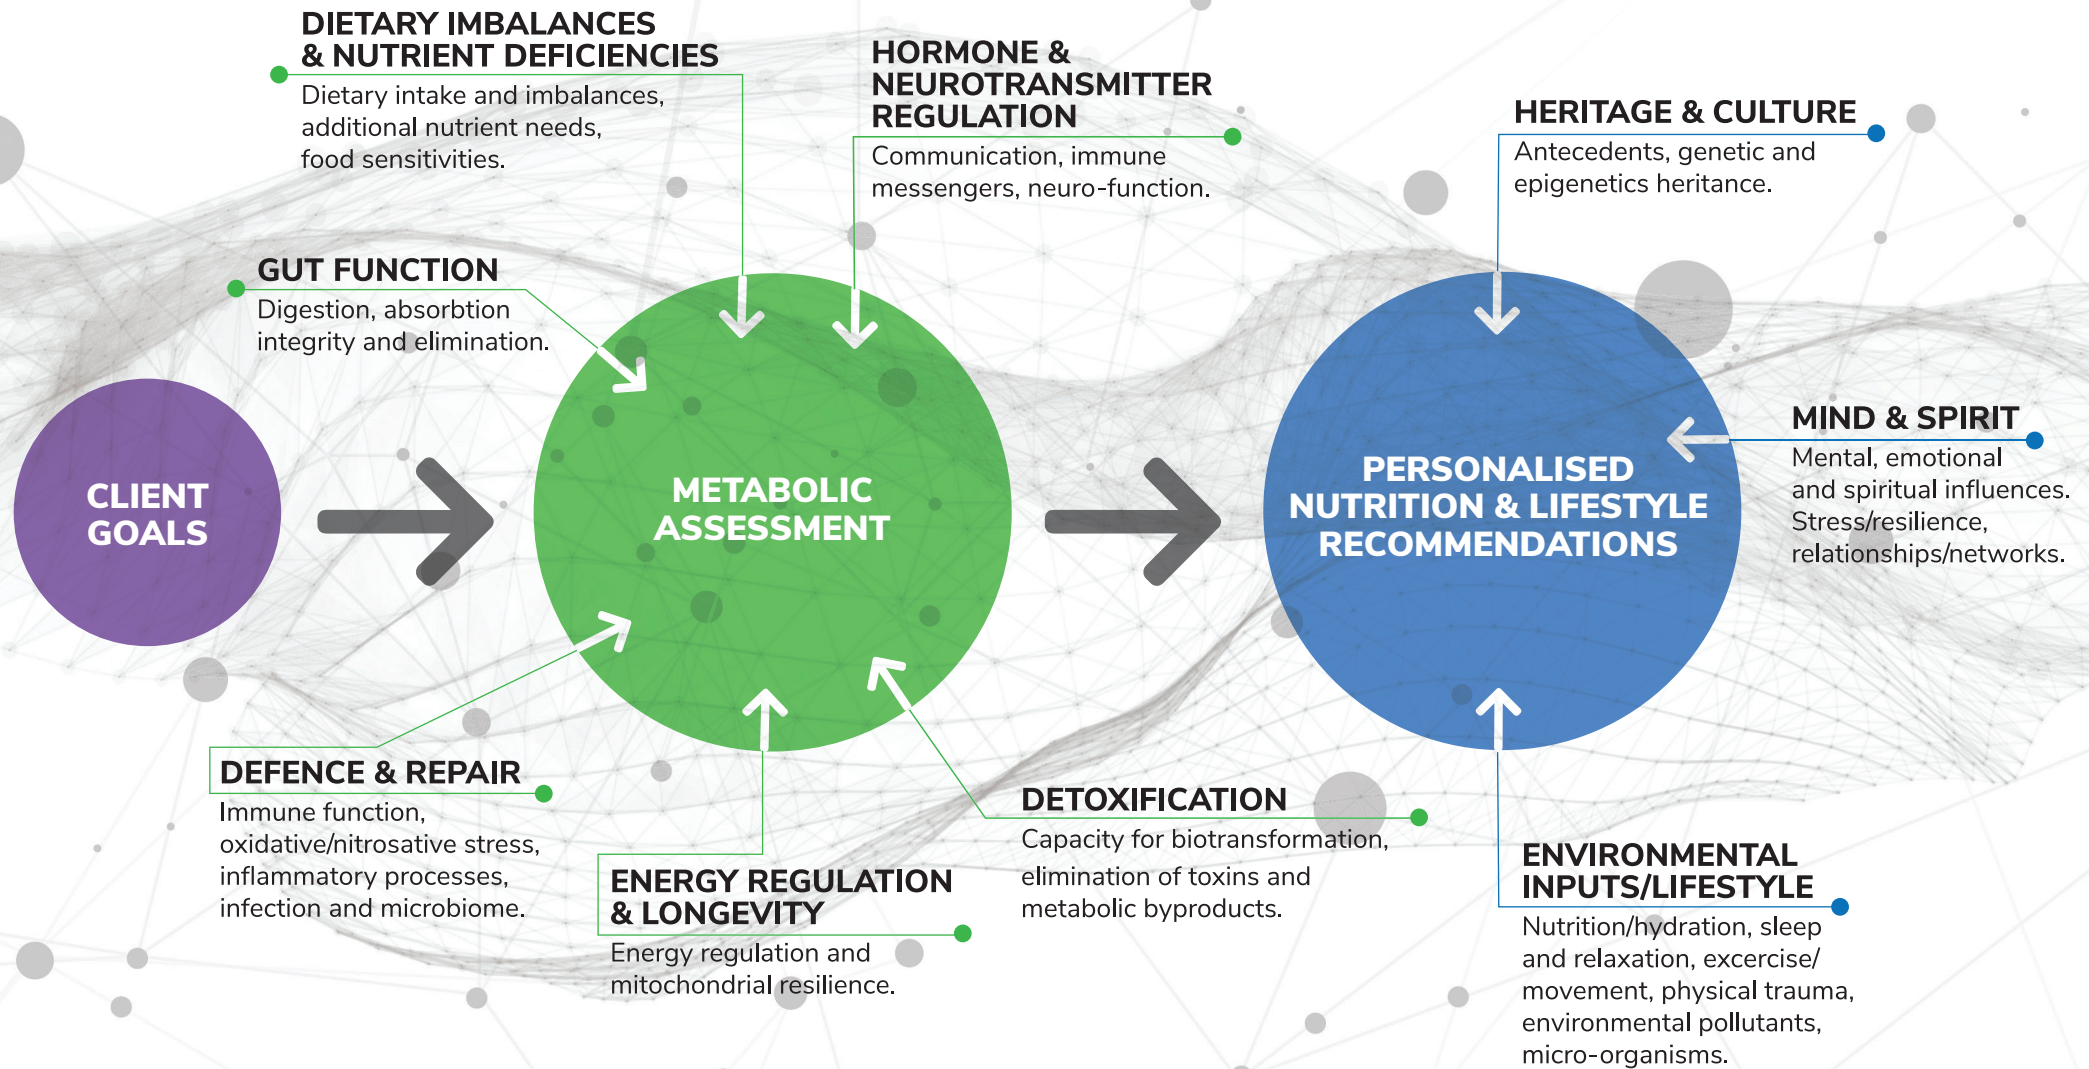 DIETARY IMBALANCES
& NUTRIENT DEFICIENCIES
Dietary intake and imbalances,
additional nutrient needs,
food sensitivities.
HORMONE &
NEUROTRANSMITTER
REGULATION
Communication, immune
messengers, neuro-function.
HERITAGE & CULTURE
Antecedents, genetic and
epigenetics heritance.
GUT FUNCTION
Digestion, absorbtion
integrity and elimination.
CLIENT
GOALS
METABOLIC
ASSESSMENT
PERSONALISED
NUTRITION & LIFESTYLE
RECOMMENDATIONS
MIND & SPIRIT
Mental, emotional
and spiritual influences.
Stress/resilience,
relationships/networks.
DEFENCE & REPAIR
Immune function,
oxidative/nitrosative stress,
inflammatory processes,
infection and microbiome.
ENERGY REGULATION
& LONGEVITY
Energy regulation and
mitochondrial resilience.
DETOXIFICATION
Capacity for biotransformation,
elimination of toxins and
metabolic byproducts.
ENVIRONMENTAL
INPUTS/LIFESTYLE
Nutrition/hydration, sleep
and relaxation, excercise/
movement, physical trauma,
environmental pollutants,
micro-organisms.